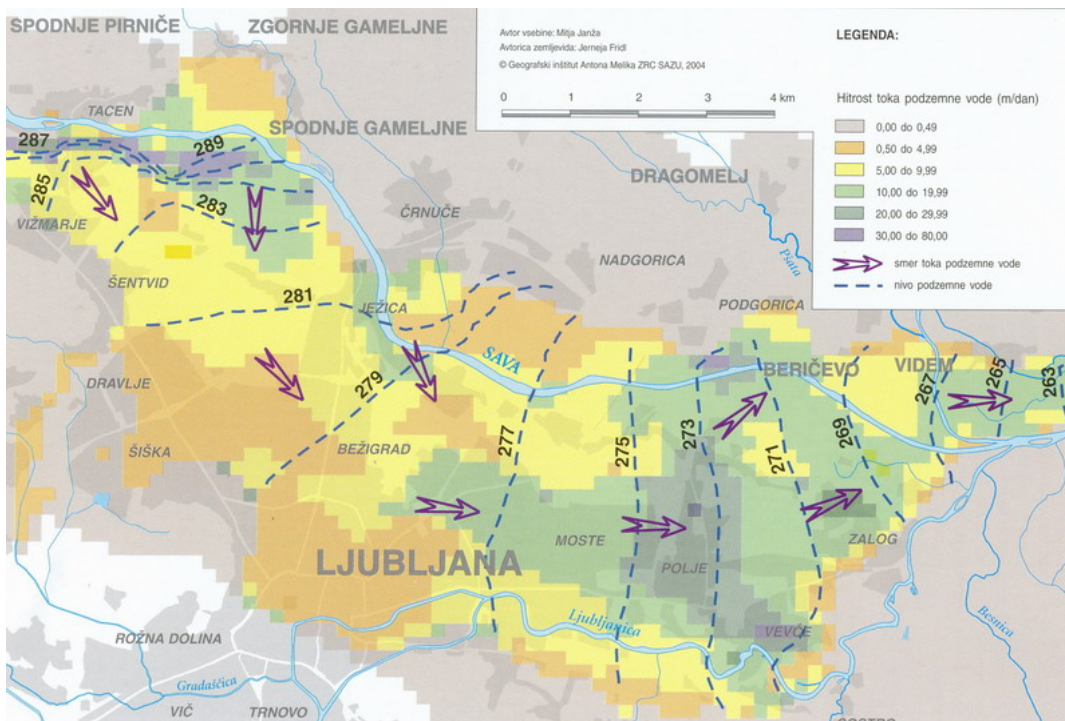 SPODNJE PIRNIČE
ZGORNJE GAMELJNE
Avtor vsebine: Mitja Janža
Avtorica zemljevida: Jerneja Fridl
© Geografski inštitut Antona Melika ZRC SAZU, 2004
0 1 2 3 4 km
LEGENDA:
Hitrost toka podzemne vode (m/dan)
0,00 do 0,49
0,50 do 4,99
5,00 do 9,99
10,00 do 19,99
20,00 do 29,99
30,00 do 80,00
smer toka podzemne vode
nivo podzemne vode
TACEN
SPODNJE GAMELJNE
287
289
DRAGOMELJ
285
283
VIŽMARJE
ČRNUČE
Pšata
NADGORICA
ŠENTVID
281
JEŽICA
PODGORICA
SAVA
BERIČEVO
VIDEM
DRAVLJE
279
267
265
263
277
275
273
271
269
ŠIŠKA
BEŽIGRAD
LJUBLJANA
MOSTE
POLJE
ZALOG
Ljubljanica
VEVČE
Besnica
ROŽNA DOLINA
Gradaščica
VIČ
TRNOVO